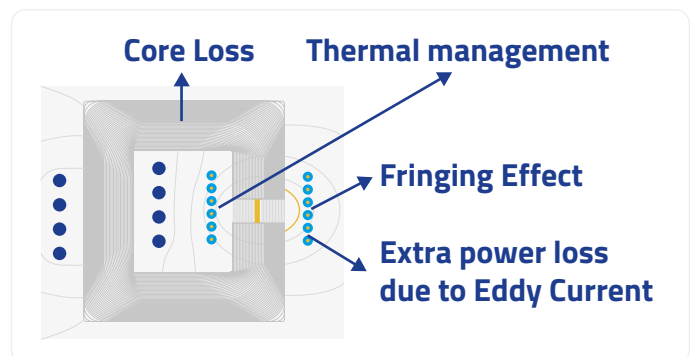 Core Loss
Thermal management
Fringing Effect
Extra power loss
due to Eddy Current